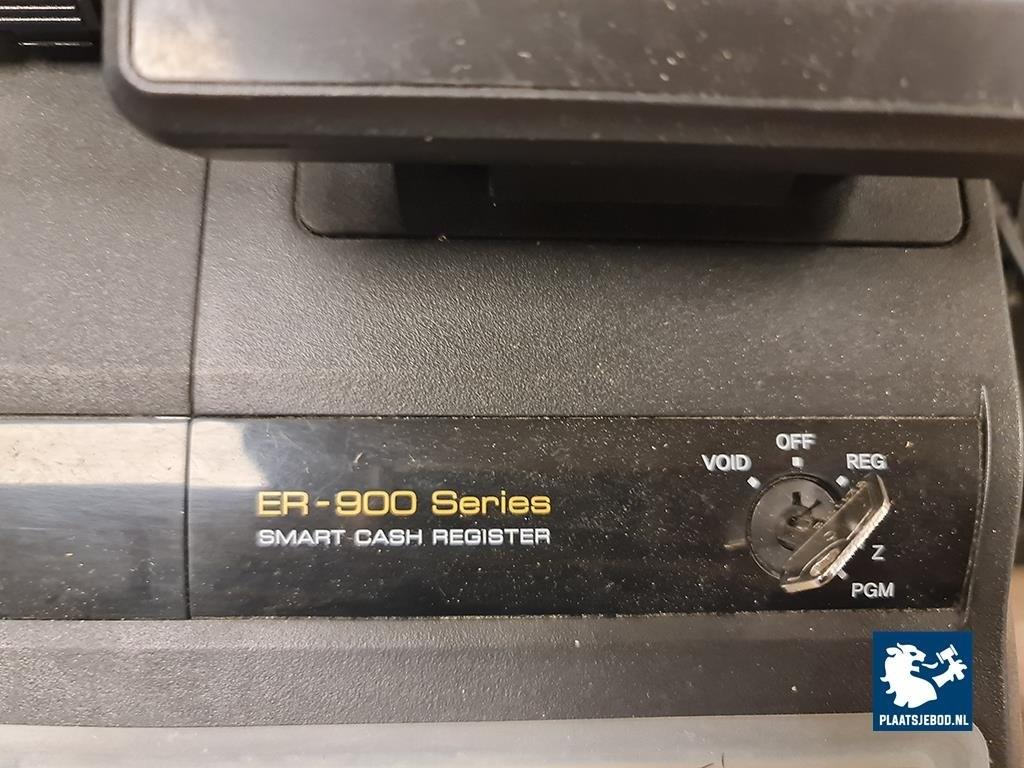 OFF
VOID
REG
ER-900 Series
SMART CASH REGISTER
Z
PGM
PLAATSJEBOD.NL